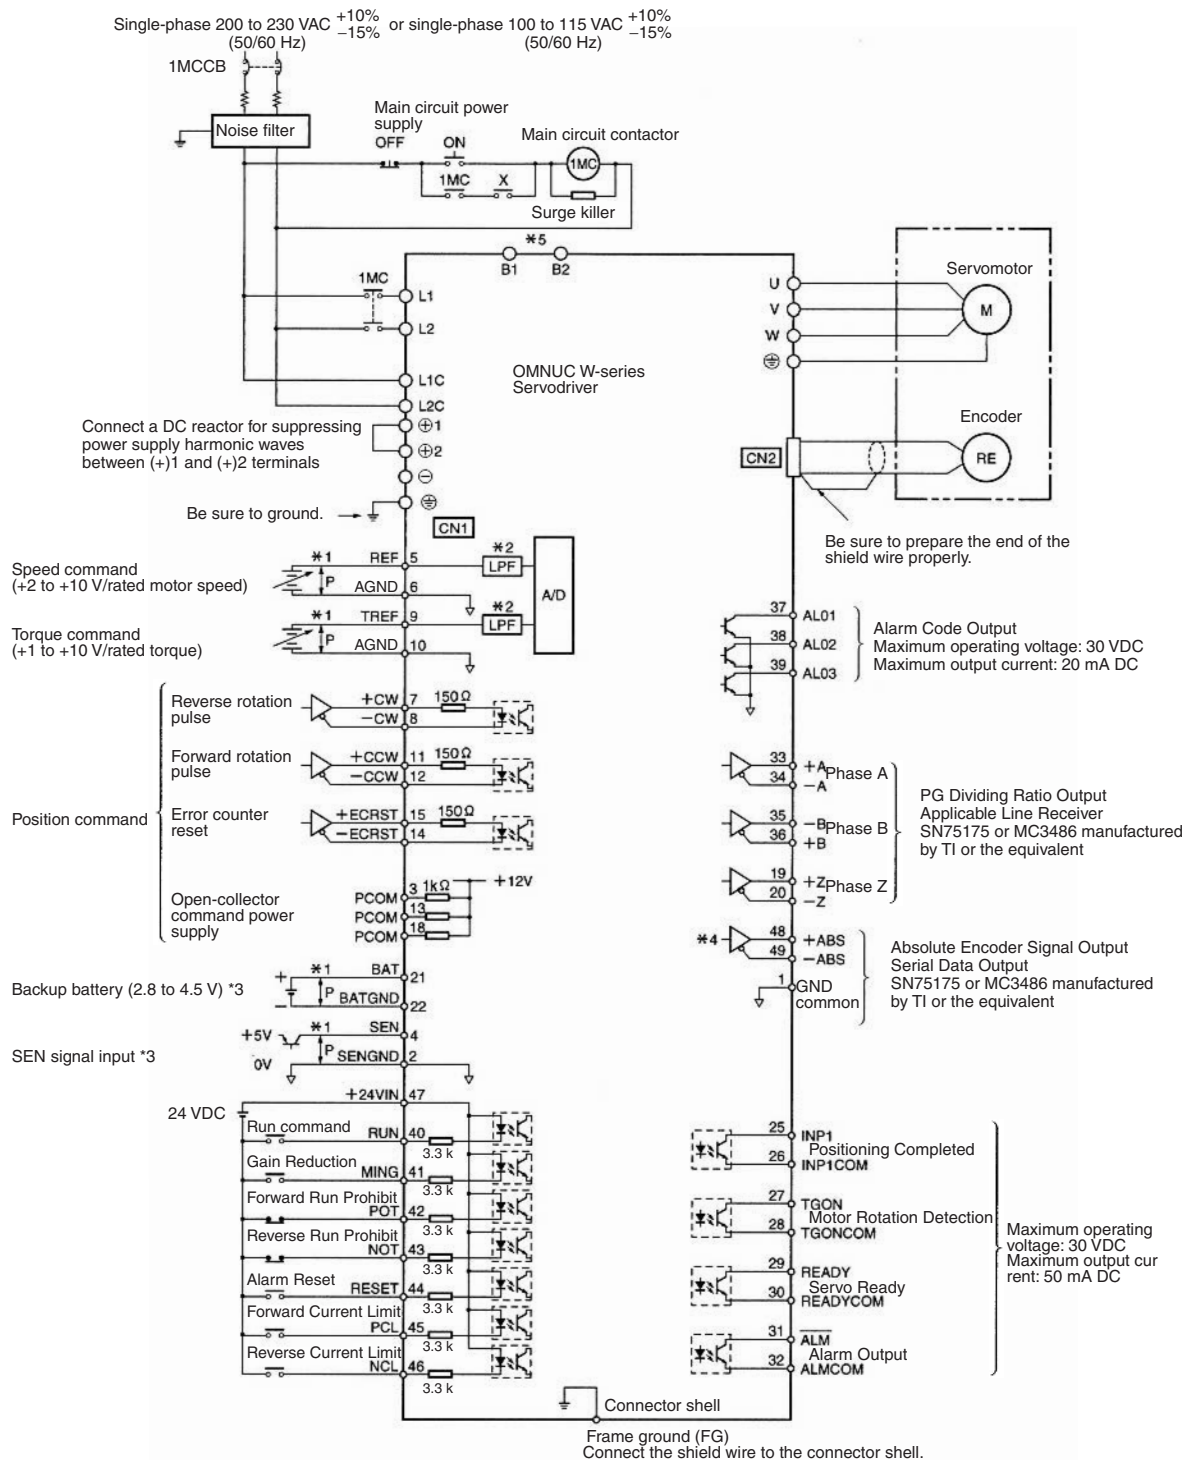 Single-phase 200 to 230 VAC +10% −15% or single-phase 100 to 115 VAC +10% −15%
(50/60 Hz) (50/60 Hz)
1MCCB
Noise filter
Main circuit power
supply
OFF ON
Main circuit contactor
1MC
1MC X
Surge killer
*5
B1 B2
1MC
L1
L2
L1C
L2C
OMNUC W-series
Servodriver
U
V
W
Servomotor
M
Encoder
CN2
RE
Be sure to prepare the end of the
shield wire properly.
Connect a DC reactor for suppressing
power supply harmonic waves
between (+)1 and (+)2 terminals
⊕1
⊕2
⊖
Be sure to ground.
CN1
Speed command
(+2 to +10 V/rated motor speed)
*1 REF 5 *2
P LPF
AGND 6
A/D
Torque command
(+1 to +10 V/rated torque)
*1 TREF 9 *2
P LPF
AGND 10
Position command
Reverse rotation
pulse
+CW 7 150Ω
−CW 8
Forward rotation
pulse
+CCW 11 150Ω
−CCW 12
Error counter
reset
+ECRST 15 150Ω
−ECRST 14
Open-collector
command power
supply
+12V
PCOM 3 1kΩ
PCOM 13
PCOM 18
Backup battery (2.8 to 4.5 V) *3
+ *1 BAT 21
P
− BATGND 22
SEN signal input *3
+5V *1 SEN 4
0V P SENGND 2
+24VIN 47
24 VDC
Run command
RUN 40
3.3 k
Gain Reduction
MING 41
3.3 k
Forward Run Prohibit
POT 42
3.3 k
Reverse Run Prohibit
NOT 43
3.3 k
Alarm Reset
RESET 44
3.3 k
Forward Current Limit
PCL 45
3.3 k
Reverse Current Limit
NCL 46
3.3 k
37 AL01
38 AL02
39 AL03
Alarm Code Output
Maximum operating voltage: 30 VDC
Maximum output current: 20 mA DC
33 +A
Phase A
34 −A
35 −B
Phase B
36 +B
19 +Z
Phase Z
20 −Z
PG Dividing Ratio Output
Applicable Line Receiver
SN75175 or MC3486 manufactured
by TI or the equivalent
*4
48 +ABS
49 −ABS
1 GND
common
Absolute Encoder Signal Output
Serial Data Output
SN75175 or MC3486 manufactured
by TI or the equivalent
25 INP1
Positioning Completed
26 INP1COM
27 TGON
Motor Rotation Detection
28 TGONCOM
29 READY
Servo Ready
30 READYCOM
31 ALM
Alarm Output
32 ALMCOM
Maximum operating
voltage: 30 VDC
Maximum output cur
rent: 50 mA DC
Connector shell
Frame ground (FG)
Connect the shield wire to the connector shell.